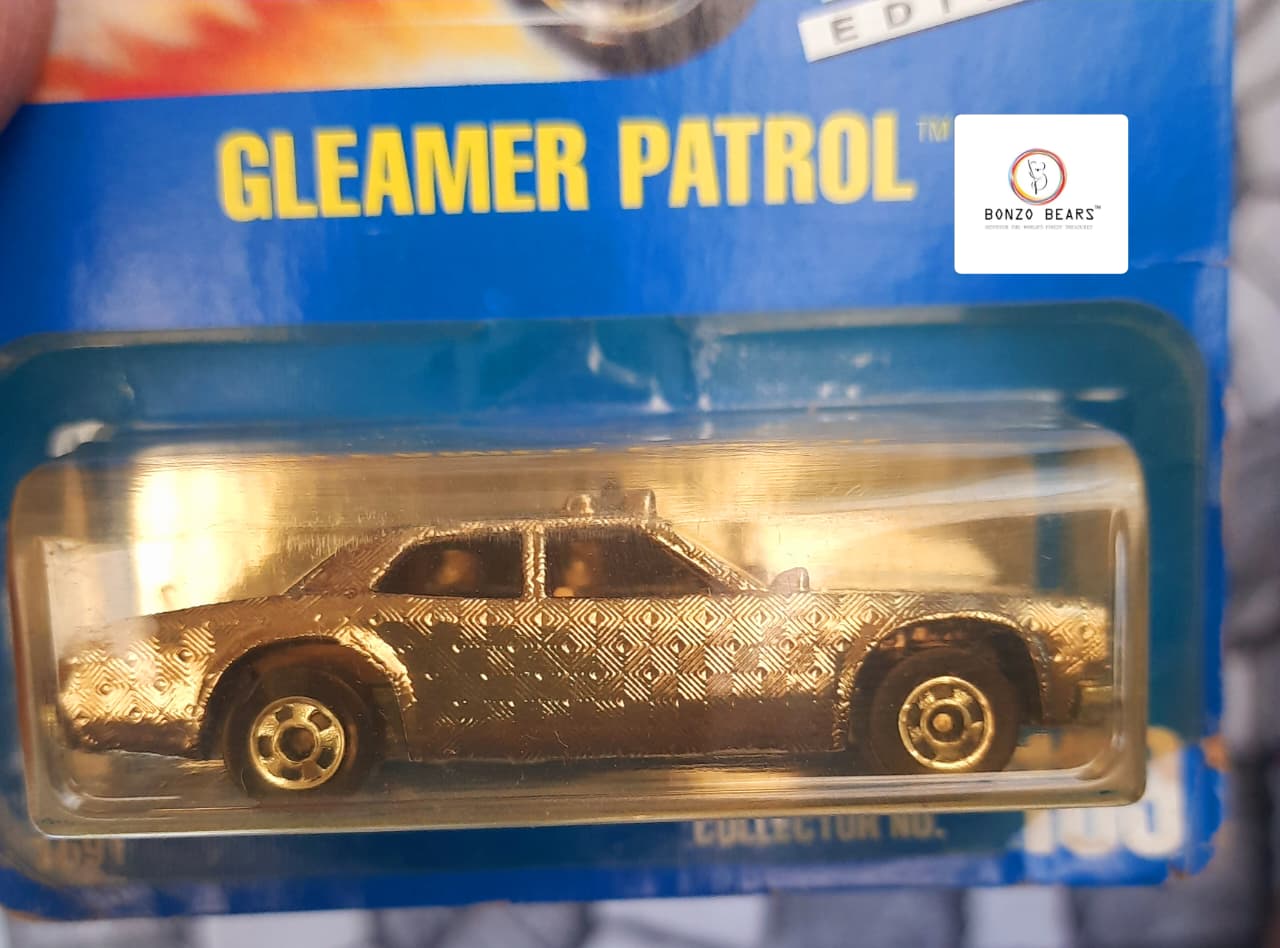 EDI
GLEAMER PATROL™
BONZO BEARS™
COLLECTOR NO.